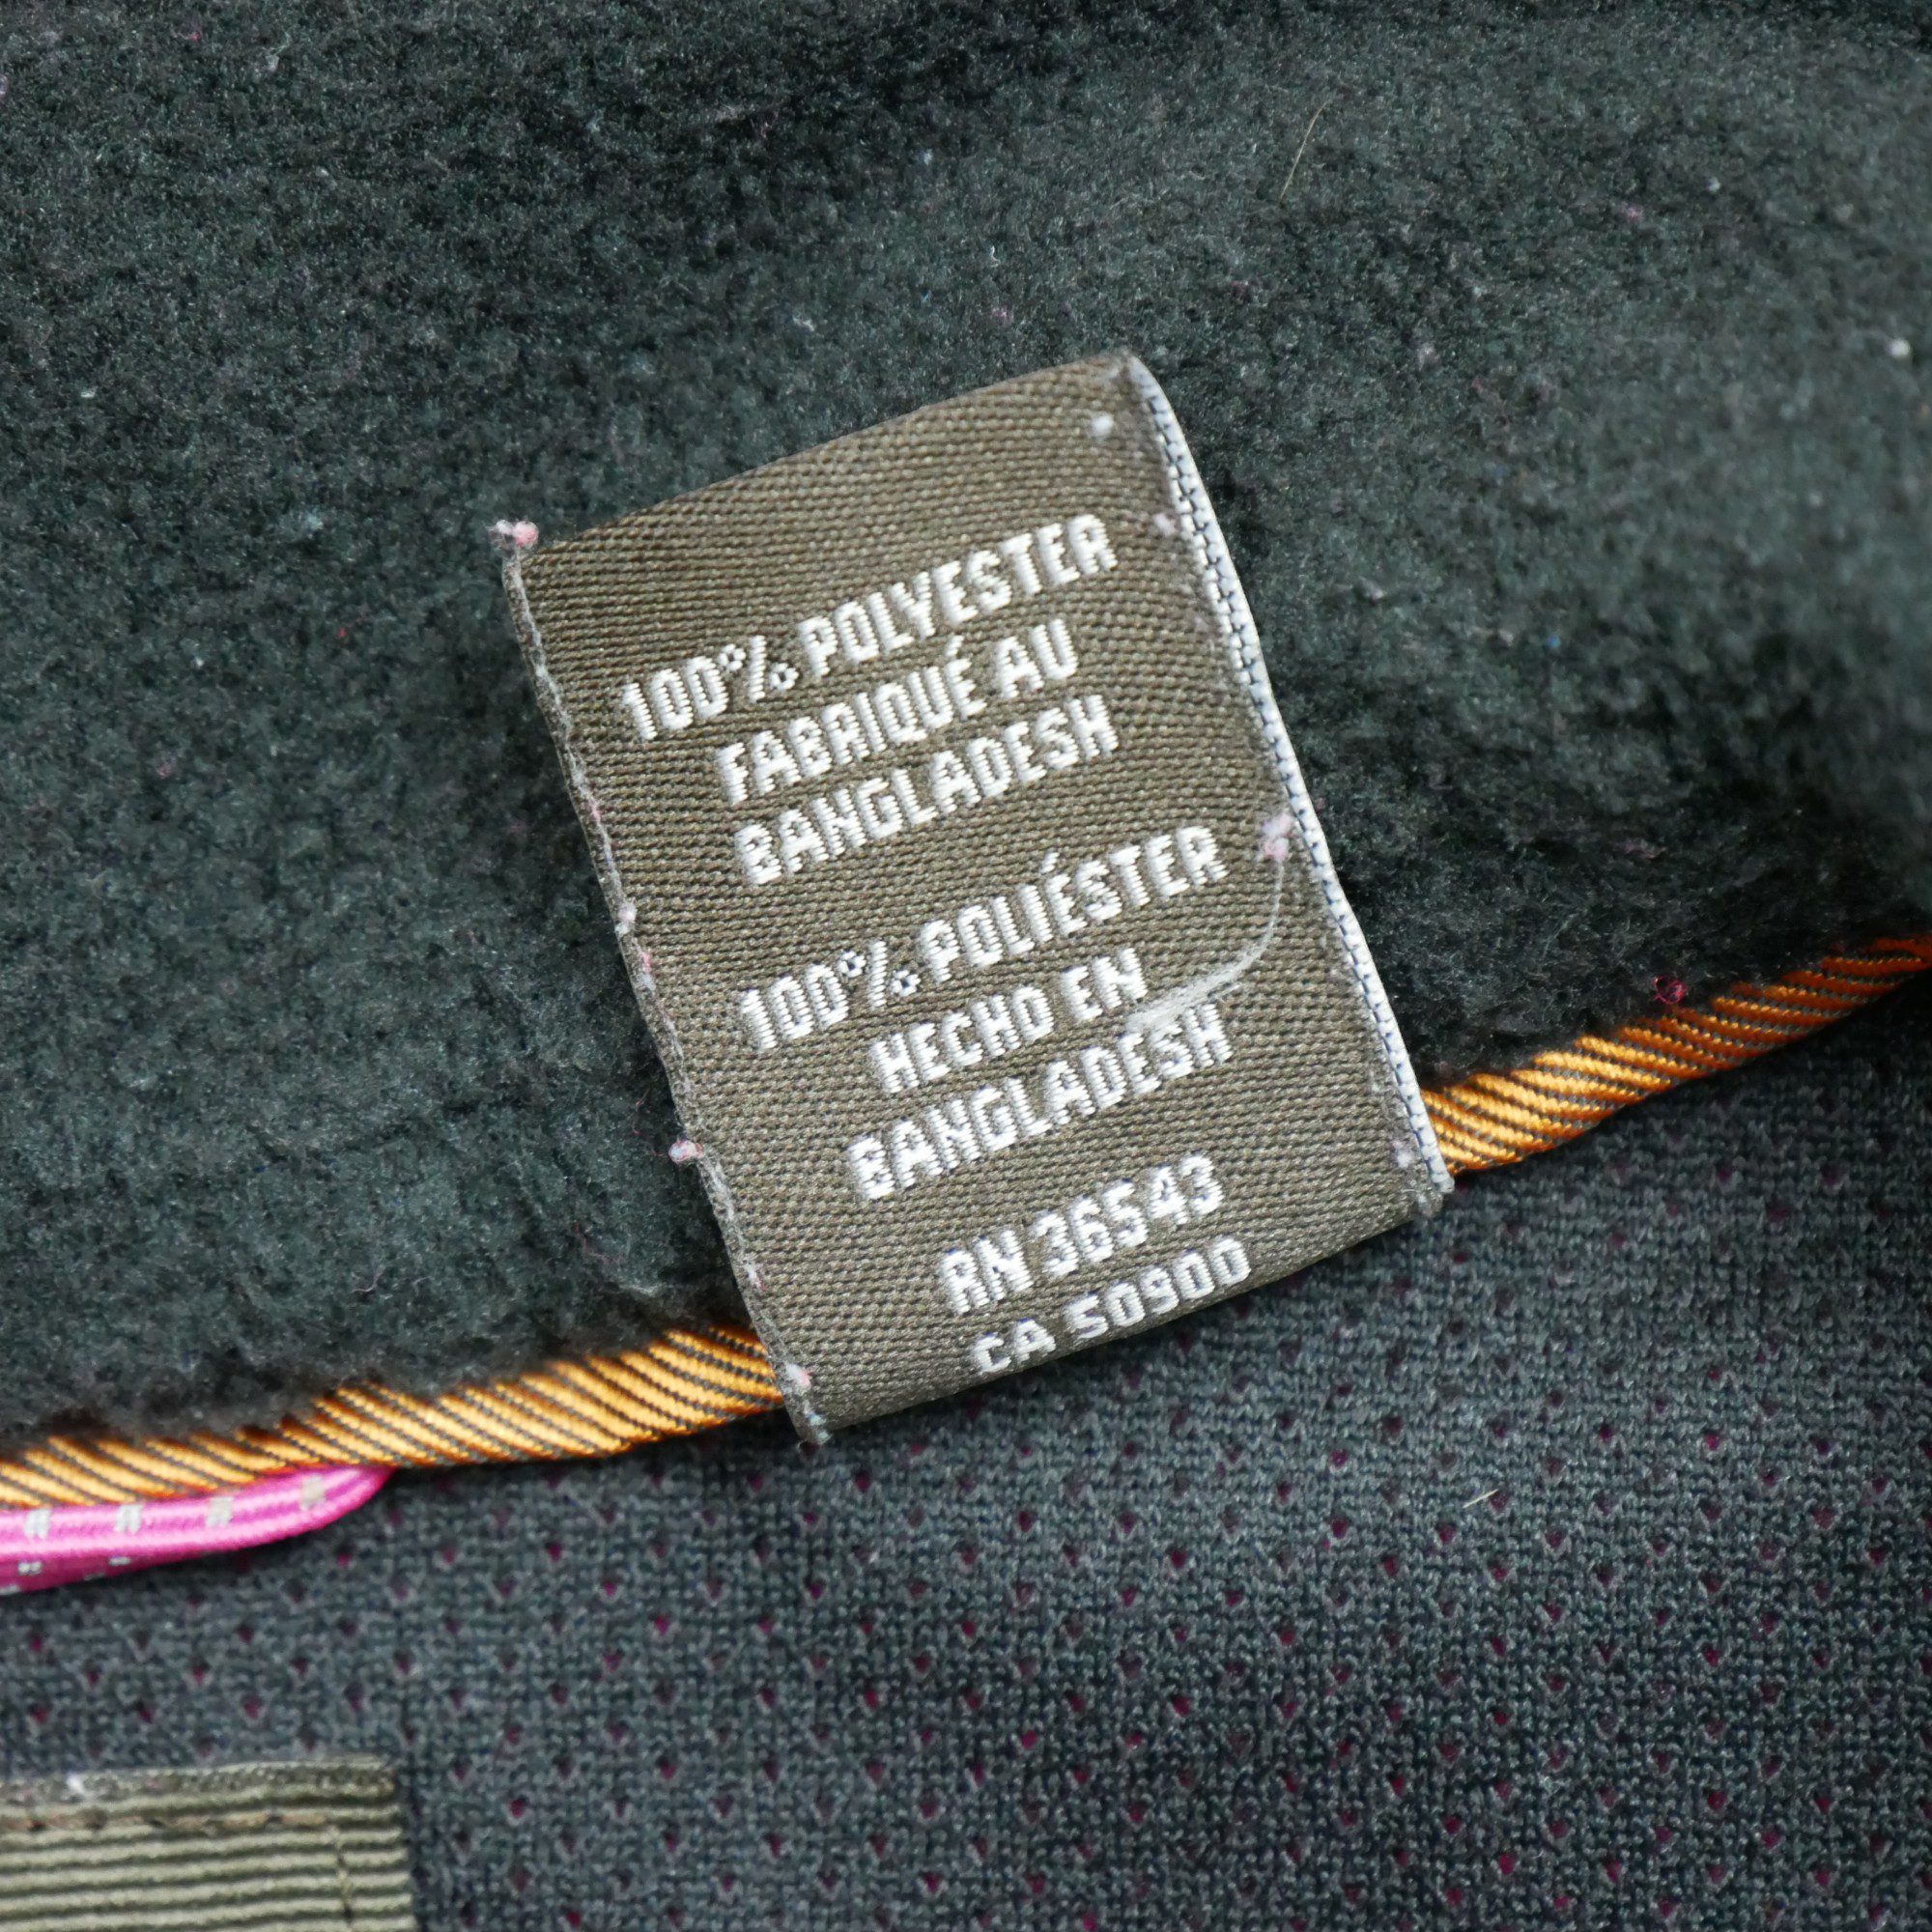 100% POLYESTER
FABRIQUÉ AU
BANGLADESH
100% POLIÉSTER
HECHO EN
BANGLADESH
RN 36543
CA 50900